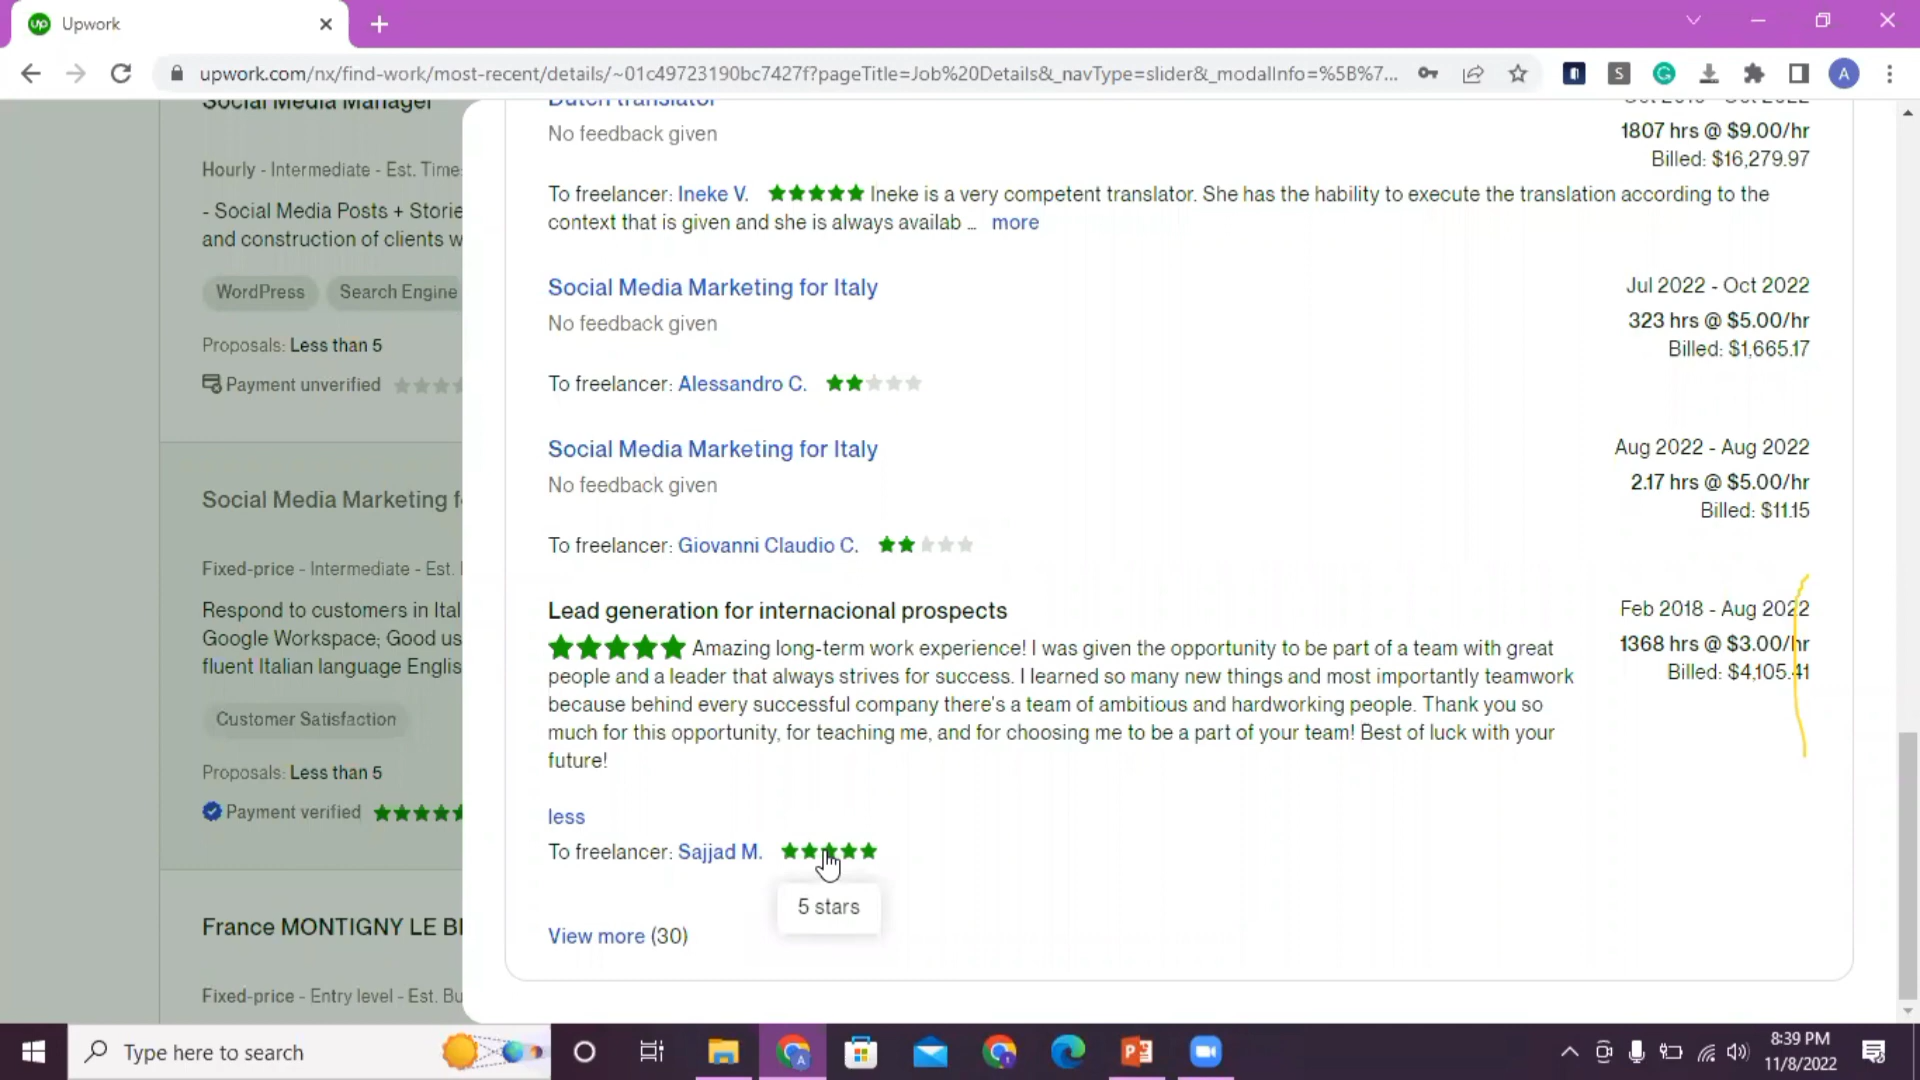 Upwork
upwork.com/nx/find-work/most-recent/details/~01c49723190bc7427f?pageTitle=Job%20Details&_navType=slider&_modalInfo=%5B%7...
A
Social Media Manager
Hourly - Intermediate - Est. Time
- Social Media Posts + Storie
and construction of clients w
WordPress
Search Engine
Proposals: Less than 5
Payment unverified
Social Media Marketing f
Fixed-price - Intermediate - Est.
Respond to customers in Ital
Google Workspace; Good us
fluent Italian language Englis
Customer Satisfaction
Proposals: Less than 5
Payment verified
France MONTIGNY LE B
Fixed-price - Entry level - Est. Bu
Dutch translator
No feedback given
1807 hrs @ $9.00/hr
Billed: $16,279.97
To freelancer: Ineke V. Ineke is a very competent translator. She has the hability to execute the translation according to the
context that is given and she is always availab ... more
Social Media Marketing for Italy
Jul 2022 - Oct 2022
No feedback given
323 hrs @ $5.00/hr
Billed: $1,665.17
To freelancer: Alessandro C.
Social Media Marketing for Italy
Aug 2022 - Aug 2022
No feedback given
2.17 hrs @ $5.00/hr
Billed: $11.15
To freelancer: Giovanni Claudio C.
Lead generation for internacional prospects
Feb 2018 - Aug 2022
1368 hrs @ $3.00/hr
Billed: $4,105.41
Amazing long-term work experience! I was given the opportunity to be part of a team with great
people and a leader that always strives for success. I learned so many new things and most importantly teamwork
because behind every successful company there's a team of ambitious and hardworking people. Thank you so
much for this opportunity, for teaching me, and for choosing me to be a part of your team! Best of luck with your
future!
less
To freelancer: Sajjad M.
5 stars
View more (30)
Type here to search
8:39 PM
11/8/2022